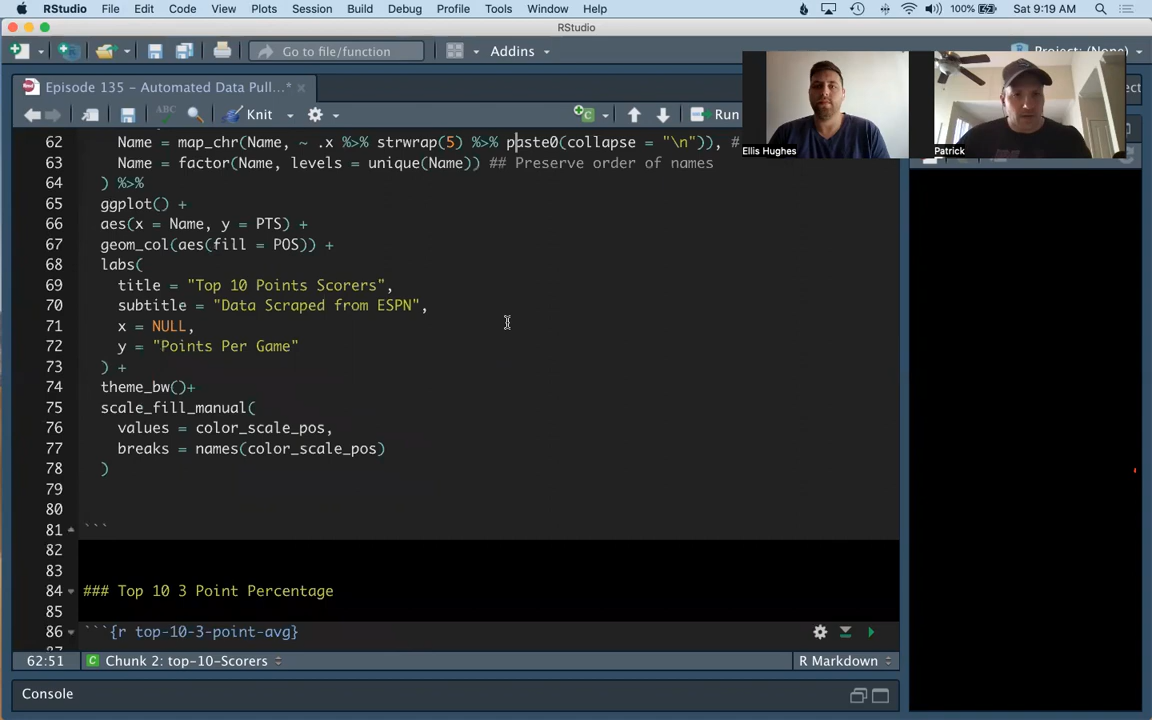 RStudio File Edit Code View Plots Session Build Debug Profile Tools Window Help 100% Sat 9:19 AM
RStudio
Go to file/function Addins Project: (None)
Episode 135 – Automated Data Pull...*
ABC Knit Run
62 Name = map_chr(Name, ~ .x %>% strwrap(5) %>% paste0(collapse = "\n")), #
63 Name = factor(Name, levels = unique(Name)) ## Preserve order of names
64 ) %>%
65 ggplot() +
66 aes(x = Name, y = PTS) +
67 geom_col(aes(fill = POS)) +
68 labs(
69 title = "Top 10 Points Scorers",
70 subtitle = "Data Scraped from ESPN",
71 x = NULL,
72 y = "Points Per Game"
73 ) +
74 theme_bw()+
75 scale_fill_manual(
76 values = color_scale_pos,
77 breaks = names(color_scale_pos)
78 )
79
80
81 ```
82
83
84 ### Top 10 3 Point Percentage
85
86 ```{r top-10-3-point-avg}
62:51 Chunk 2: top-10-Scorers R Markdown
Console
Ellis Hughes
Patrick